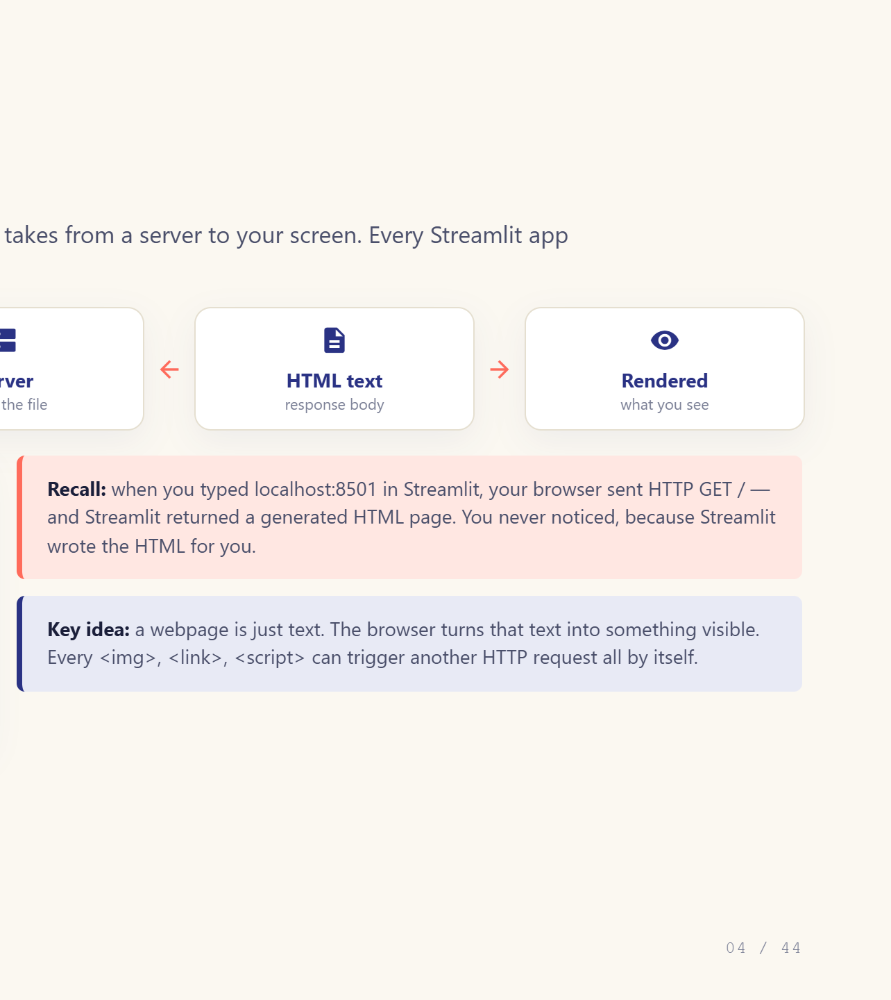 takes from a server to your screen. Every Streamlit app
rver
the file
HTML text
response body
Rendered
what you see
Recall: when you typed localhost:8501 in Streamlit, your browser sent HTTP GET / —
and Streamlit returned a generated HTML page. You never noticed, because Streamlit
wrote the HTML for you.
Key idea: a webpage is just text. The browser turns that text into something visible.
Every <img>, <link>, <script> can trigger another HTTP request all by itself.
04 / 44